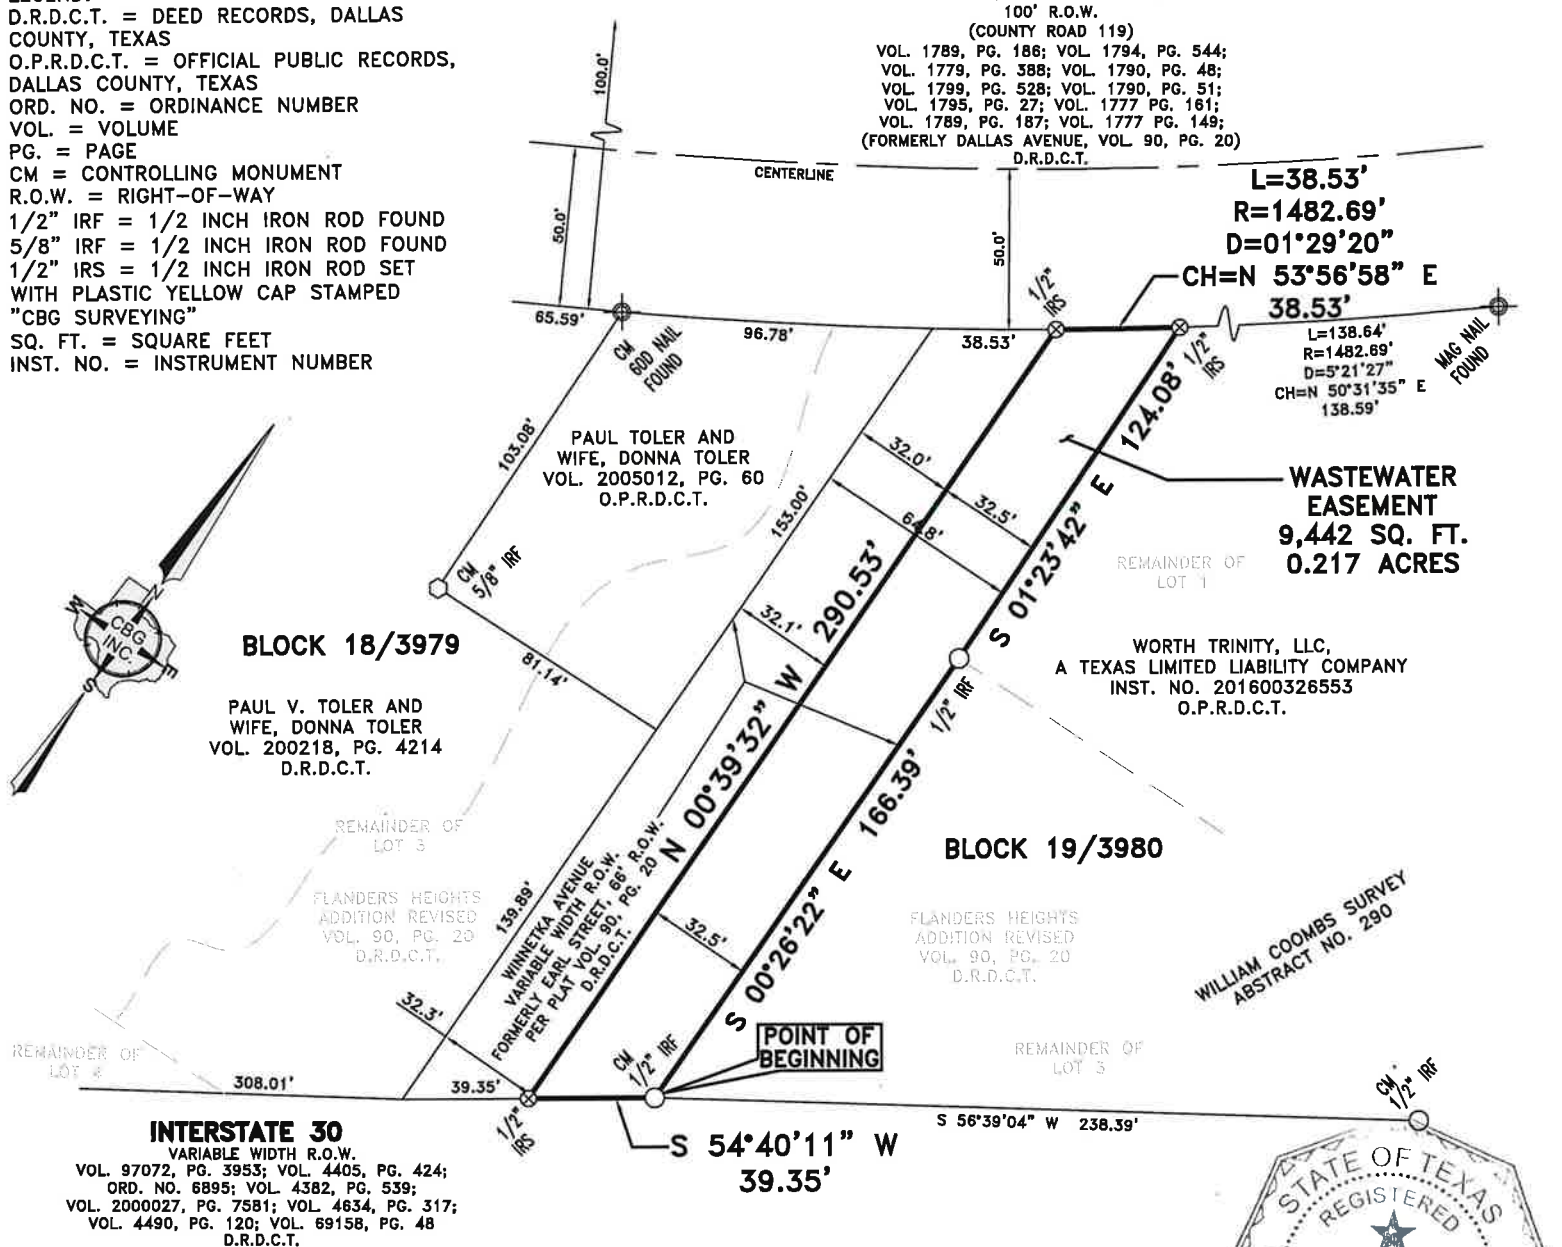 D.R.D.C.T. = DEED RECORDS, DALLAS
COUNTY, TEXAS
O.P.R.D.C.T. = OFFICIAL PUBLIC RECORDS,
DALLAS COUNTY, TEXAS
ORD. NO. = ORDINANCE NUMBER
VOL. = VOLUME
PG. = PAGE
CM = CONTROLLING MONUMENT
R.O.W. = RIGHT-OF-WAY
1/2" IRF = 1/2 INCH IRON ROD FOUND
5/8" IRF = 1/2 INCH IRON ROD FOUND
1/2" IRS = 1/2 INCH IRON ROD SET
WITH PLASTIC YELLOW CAP STAMPED
"CBG SURVEYING"
SQ. FT. = SQUARE FEET
INST. NO. = INSTRUMENT NUMBER
100' R.O.W.
(COUNTY ROAD 119)
VOL. 1789, PG. 186; VOL. 1794, PG. 544;
VOL. 1779, PG. 388; VOL. 1790, PG. 48;
VOL. 1799, PG. 528; VOL. 1790, PG. 51;
VOL. 1795, PG. 27; VOL. 1777 PG. 161;
VOL. 1789, PG. 187; VOL. 1777 PG. 149;
(FORMERLY DALLAS AVENUE, VOL. 90, PG. 20)
D.R.D.C.T.
100.0'
50.0'
CENTERLINE
50.0'
L=38.53'
R=1482.69'
D=01°29'20"
CH=N 53°56'58" E
38.53'
65.59'
96.78'
38.53'
1/2"
IRS
1/2"
IRS
CM
60D NAIL
FOUND
L=138.64'
R=1482.69'
D=5°21'27"
CH=N 50°31'35" E
138.59'
MAG NAIL
FOUND
103.08'
PAUL TOLER AND
WIFE, DONNA TOLER
VOL. 2005012, PG. 60
O.P.R.D.C.T.
153.00'
32.0'
32.5'
64.8'
S 01°23'42" E 124.08'
WASTEWATER
EASEMENT
9,442 SQ. FT.
0.217 ACRES
REMAINDER OF
LOT 1
CM
5/8" IRF
81.14'
32.1'
N 00°39'32" W 290.53'
N
W
E
S
CBG
INC.
BLOCK 18/3979
PAUL V. TOLER AND
WIFE, DONNA TOLER
VOL. 200218, PG. 4214
D.R.D.C.T.
WORTH TRINITY, LLC,
A TEXAS LIMITED LIABILITY COMPANY
INST. NO. 201600326553
O.P.R.D.C.T.
1/2" IRF
REMAINDER OF
LOT 3
FLANDERS HEIGHTS
ADDITION REVISED
VOL. 90, PG. 20
D.R.D.C.T.
139.89'
WINNETKA AVENUE
VARIABLE WIDTH R.O.W.
FORMERLY EARL STREET, 66' R.O.W.
PER PLAT VOL. 90, PG. 20
D.R.D.C.T.
32.5'
S 00°26'22" E 166.39'
BLOCK 19/3980
FLANDERS HEIGHTS
ADDITION REVISED
VOL. 90, PG. 20
D.R.D.C.T.
WILLIAM COOMBS SURVEY
ABSTRACT NO. 290
32.3'
REMAINDER OF
LOT 4
CM
1/2" IRF
POINT OF
BEGINNING
REMAINDER OF
LOT 3
CM
1/2" IRF
308.01'
39.35'
1/2"
IRS
S 56°39'04" W 238.39'
S 54°40'11" W
39.35'
INTERSTATE 30
VARIABLE WIDTH R.O.W.
VOL. 97072, PG. 3953; VOL. 4405, PG. 424;
ORD. NO. 6895; VOL. 4382, PG. 539;
VOL. 2000027, PG. 7581; VOL. 4634, PG. 317;
VOL. 4490, PG. 120; VOL. 69158, PG. 48
D.R.D.C.T.
STATE OF TEXAS
REGISTERED